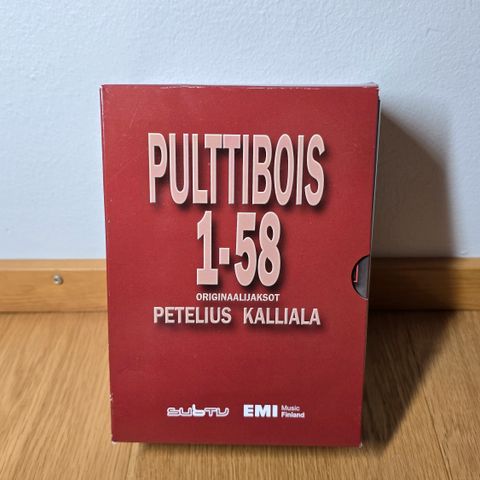 PULTTIBOIS
1-58
ORIGINAALIJAKSOT
PETELIUS KALLIALA
subtv EMI Music
Finland